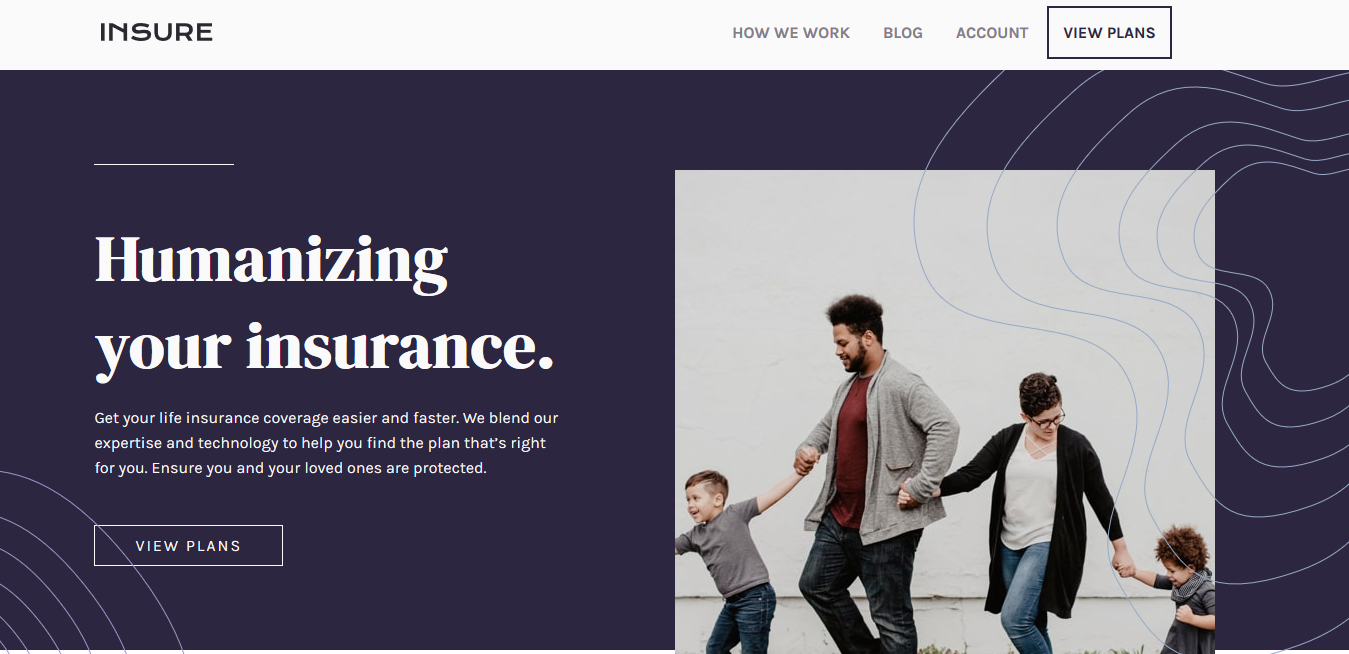 INSURE
HOW WE WORK
BLOG
ACCOUNT
VIEW PLANS
Humanizing
your insurance.
Get your life insurance coverage easier and faster. We blend our
expertise and technology to help you find the plan that’s right
for you. Ensure you and your loved ones are protected.
VIEW PLANS